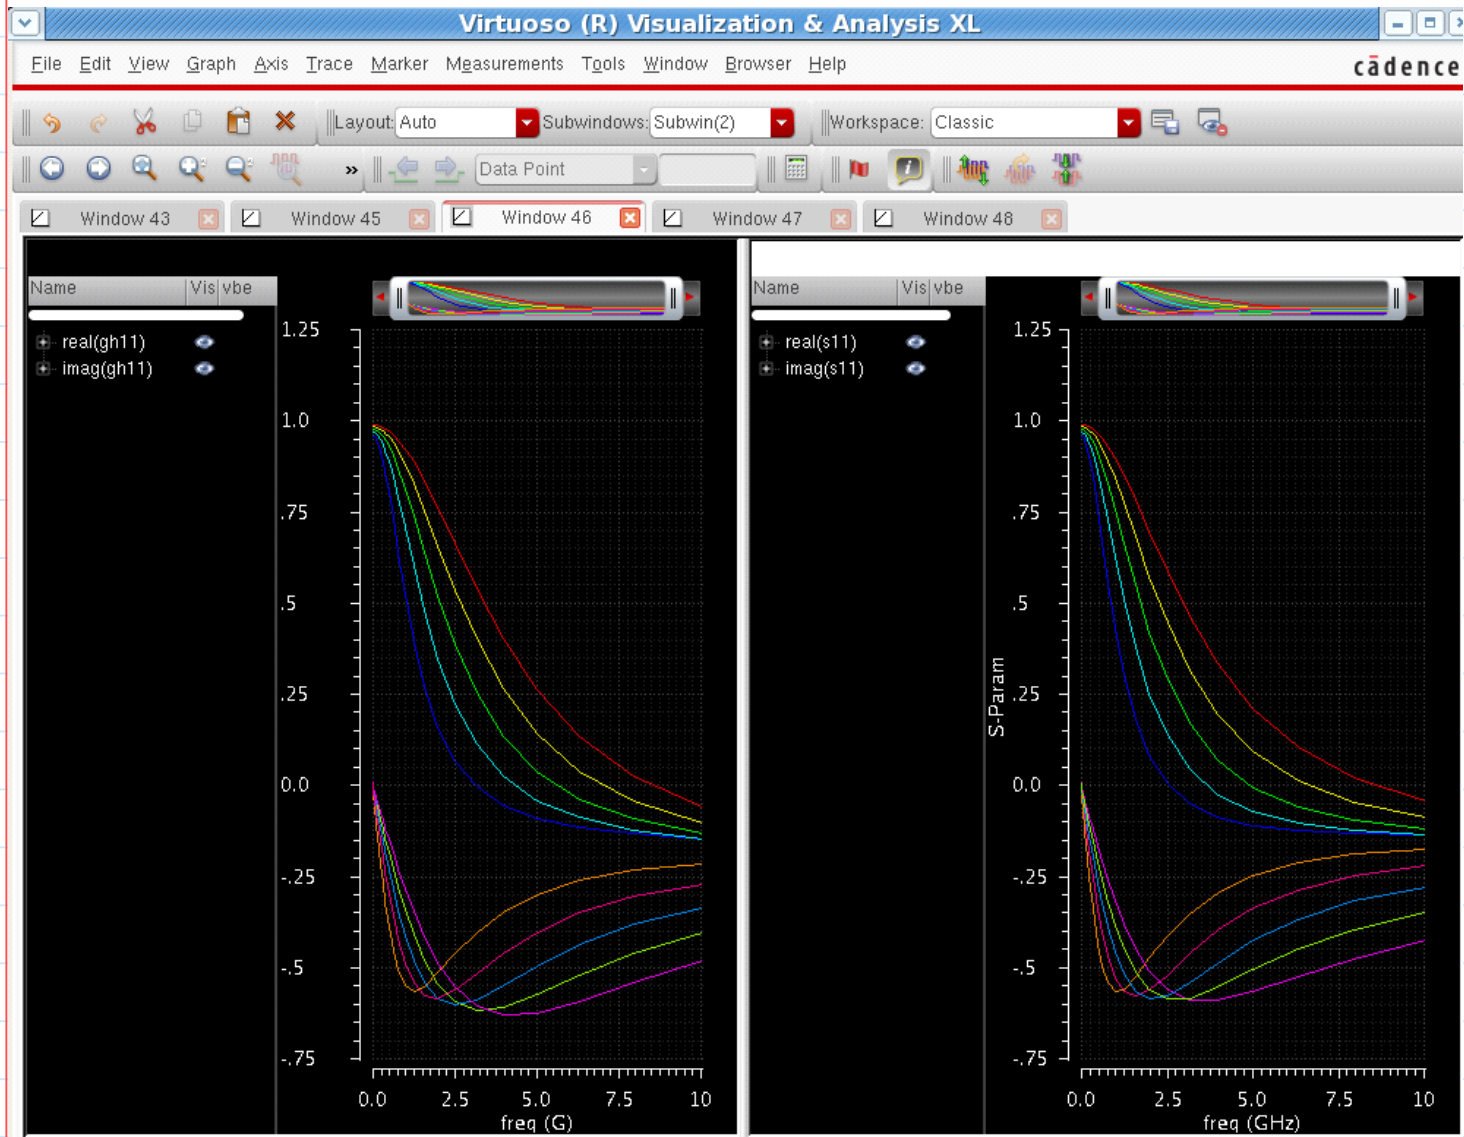 Virtuoso (R) Visualization & Analysis XL
File Edit View Graph Axis Trace Marker Measurements Tools Window Browser Help
cādence
Layout: Auto Subwindows: Subwin(2) Workspace: Classic
» Data Point
Window 43 Window 45 Window 46 Window 47 Window 48
Name Vis vbe
real(gh11)
imag(gh11)
1.25
1.0
.75
.5
.25
0.0
-.25
-.5
-.75
0.0 2.5 5.0 7.5 10
freq (G)
Name Vis vbe
real(s11)
imag(s11)
S-Param
1.25
1.0
.75
.5
.25
0.0
-.25
-.5
-.75
0.0 2.5 5.0 7.5 10
freq (GHz)